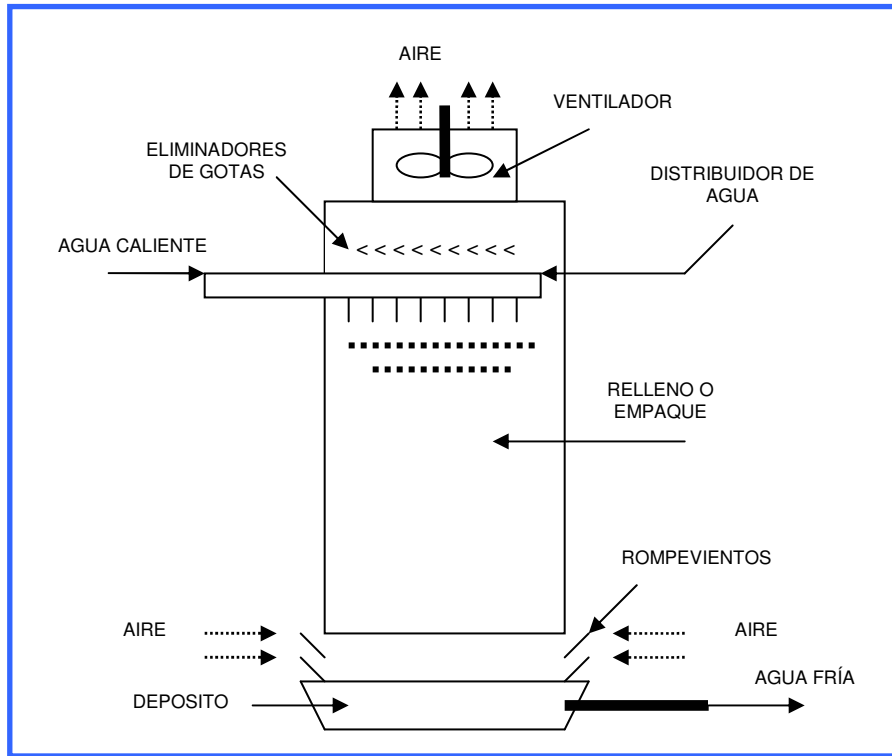 AIRE
VENTILADOR
ELIMINADORES
DE GOTAS
DISTRIBUIDOR DE
AGUA
AGUA CALIENTE
RELLENO O
EMPAQUE
ROMPEVIENTOS
AIRE
AIRE
AGUA FRÍA
DEPOSITO